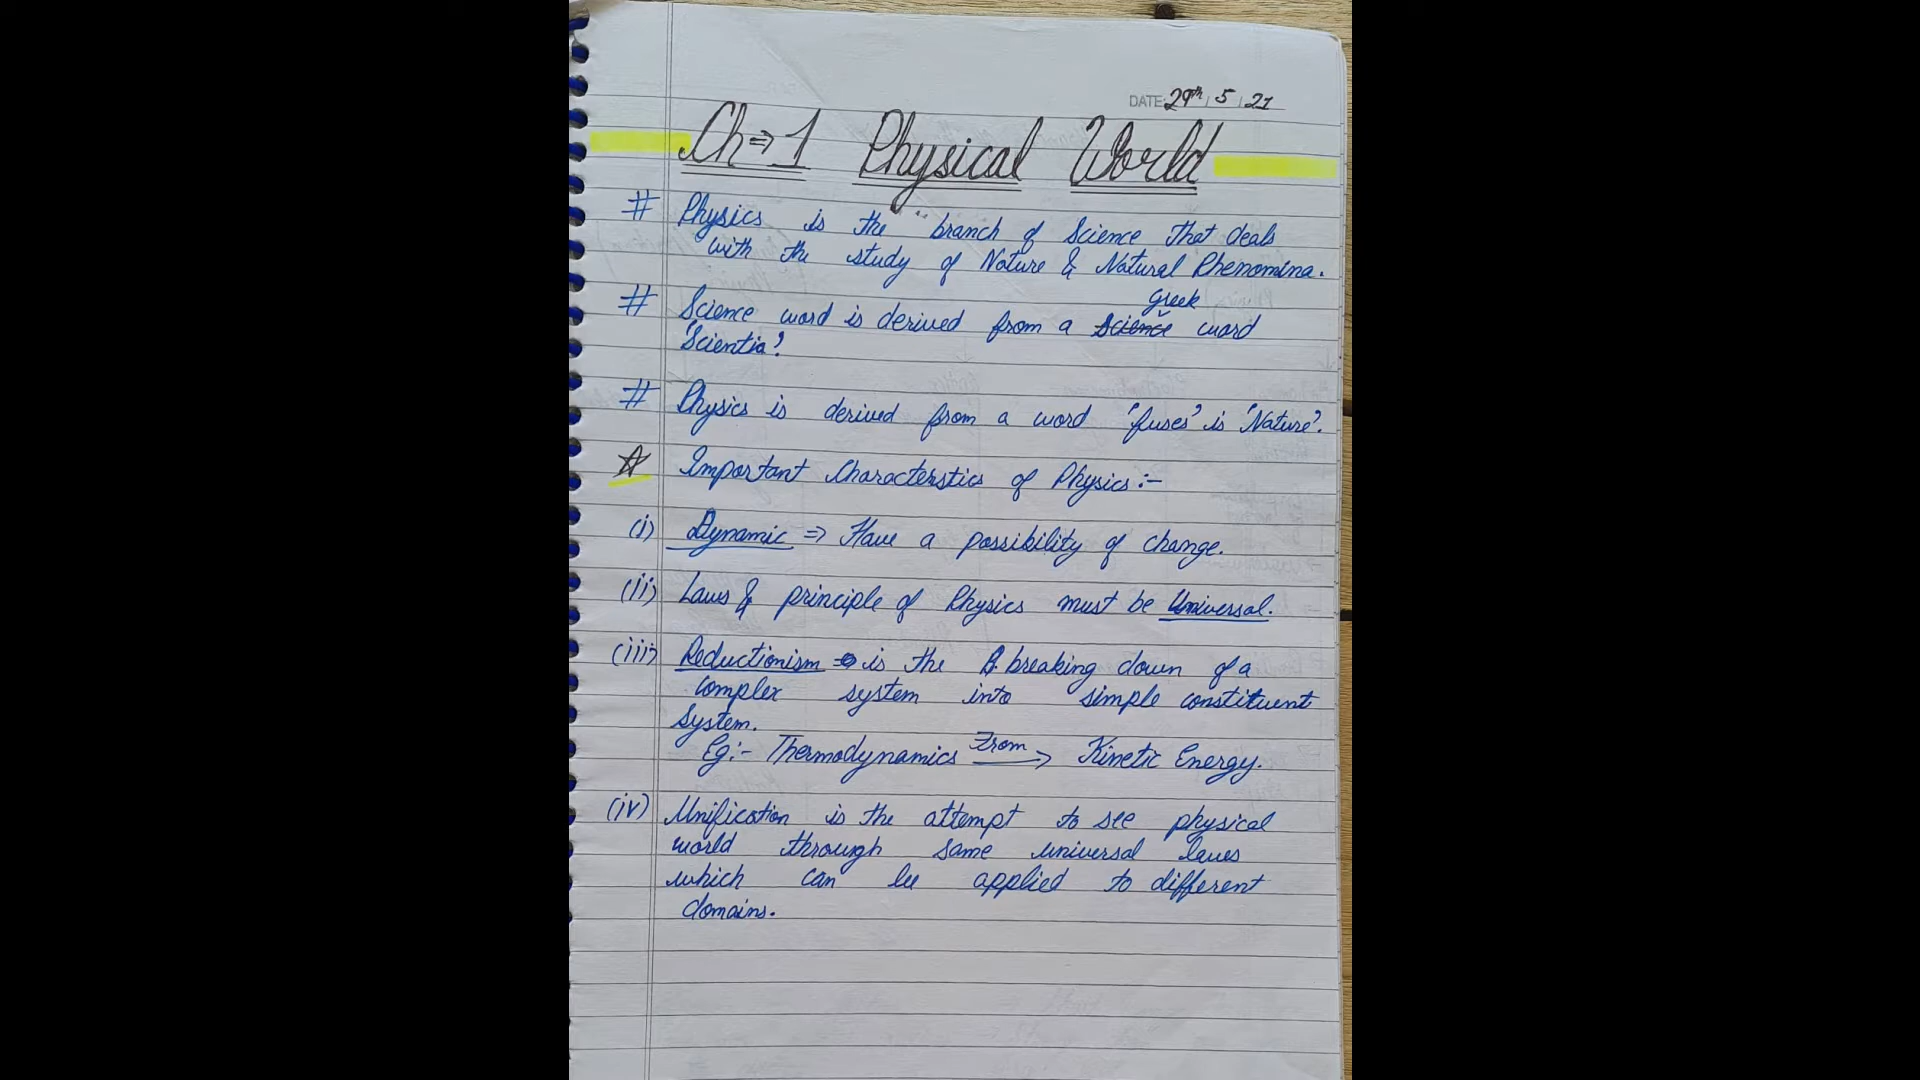 DATE: 29th / 5 / 21
Ch ⇒ 1 Physical World
# Physics is the branch of Science that deals
with the study of Nature & Natural Phenomina.
Greek
# Science word is derived from a Science word
'Scientia'.
# Physics is derived from a word 'fuses' is 'Nature'.
☆ Important Characterstics of Physics :-
(i) Dynamic ⇒ Have a possibility of change.
(ii) Laws & principle of Physics must be Universal.
(iii) Reductionism is the breaking down of a
complex system into simple constituent
system.
Eg :- Thermodynamics From → Kinetic Energy.
(iv) Unification is the attempt to see physical
world through same universal laws
which can be applied to different
domains.